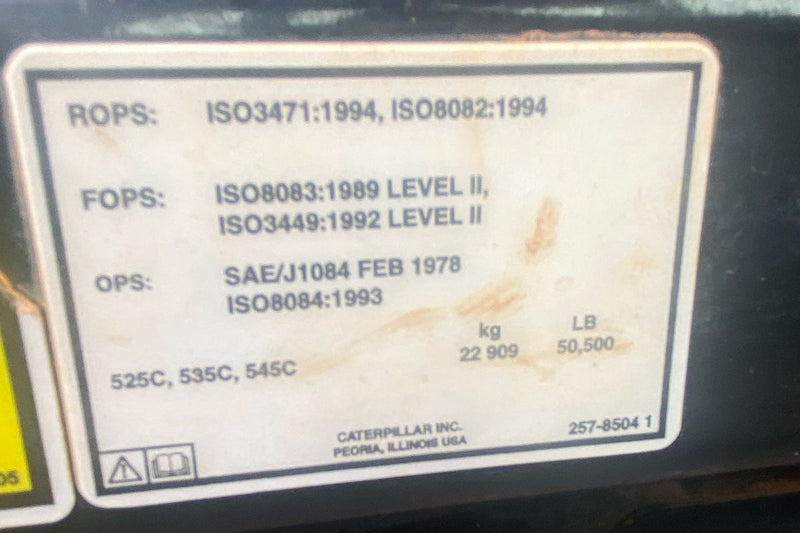 ROPS: ISO3471:1994, ISO8082:1994
FOPS: ISO8083:1989 LEVEL II,
ISO3449:1992 LEVEL II
OPS: SAE/J1084 FEB 1978
ISO8084:1993
kg LB
525C, 535C, 545C 22 909 50,500
CATERPILLAR INC.
PEORIA, ILLINOIS USA
257-8504 1
05